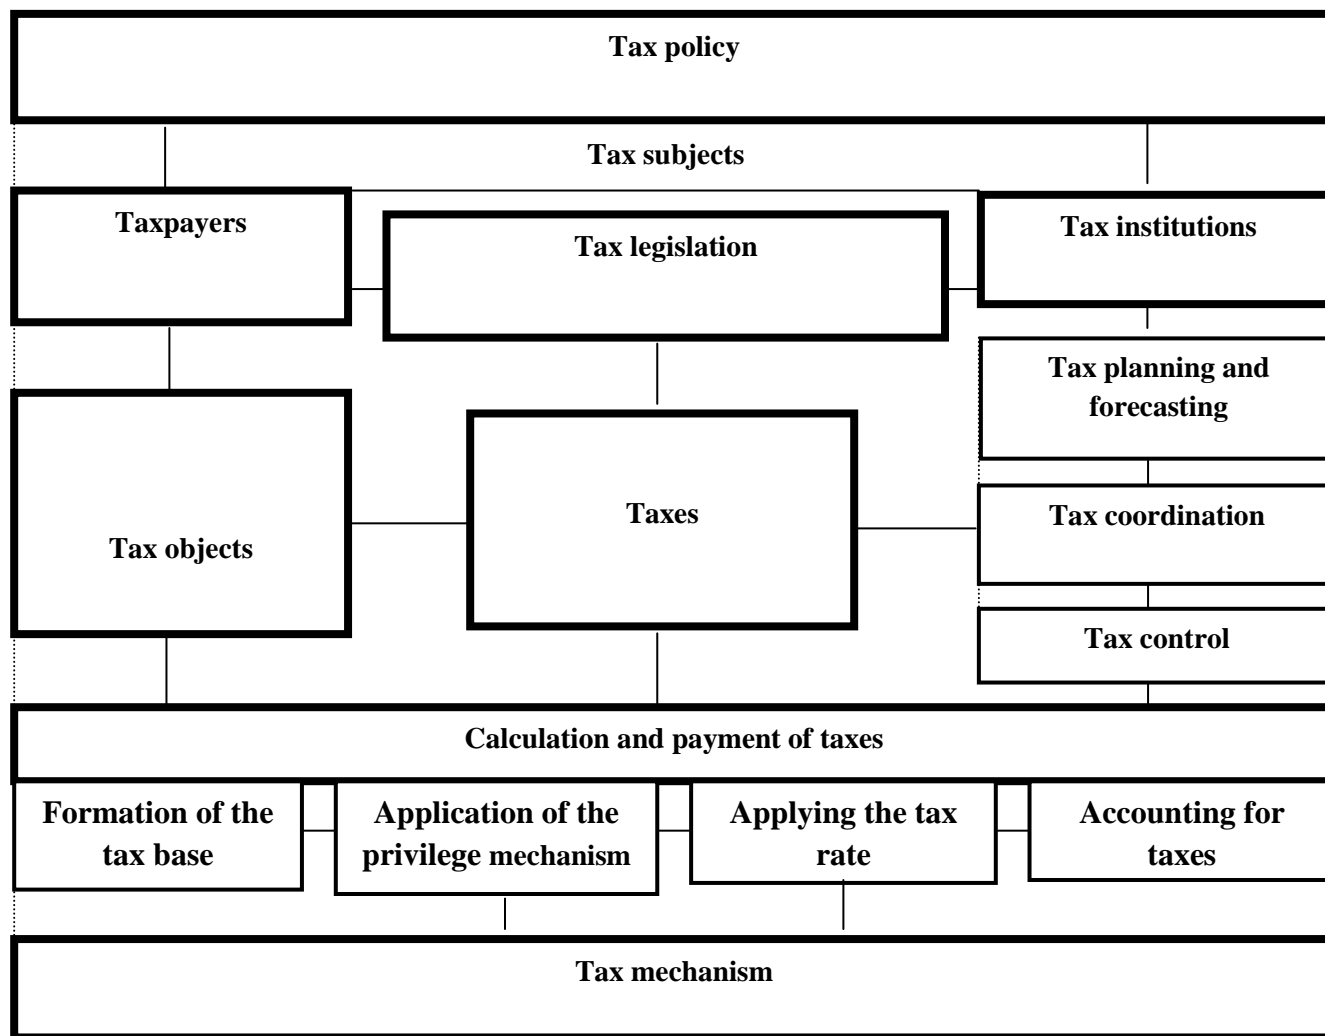 Tax policy
Tax subjects
Taxpayers
Tax legislation
Tax institutions
Tax planning and
forecasting
Tax objects
Taxes
Tax coordination
Tax control
Calculation and payment of taxes
Formation of the
tax base
Application of the
privilege mechanism
Applying the tax
rate
Accounting for
taxes
Tax mechanism